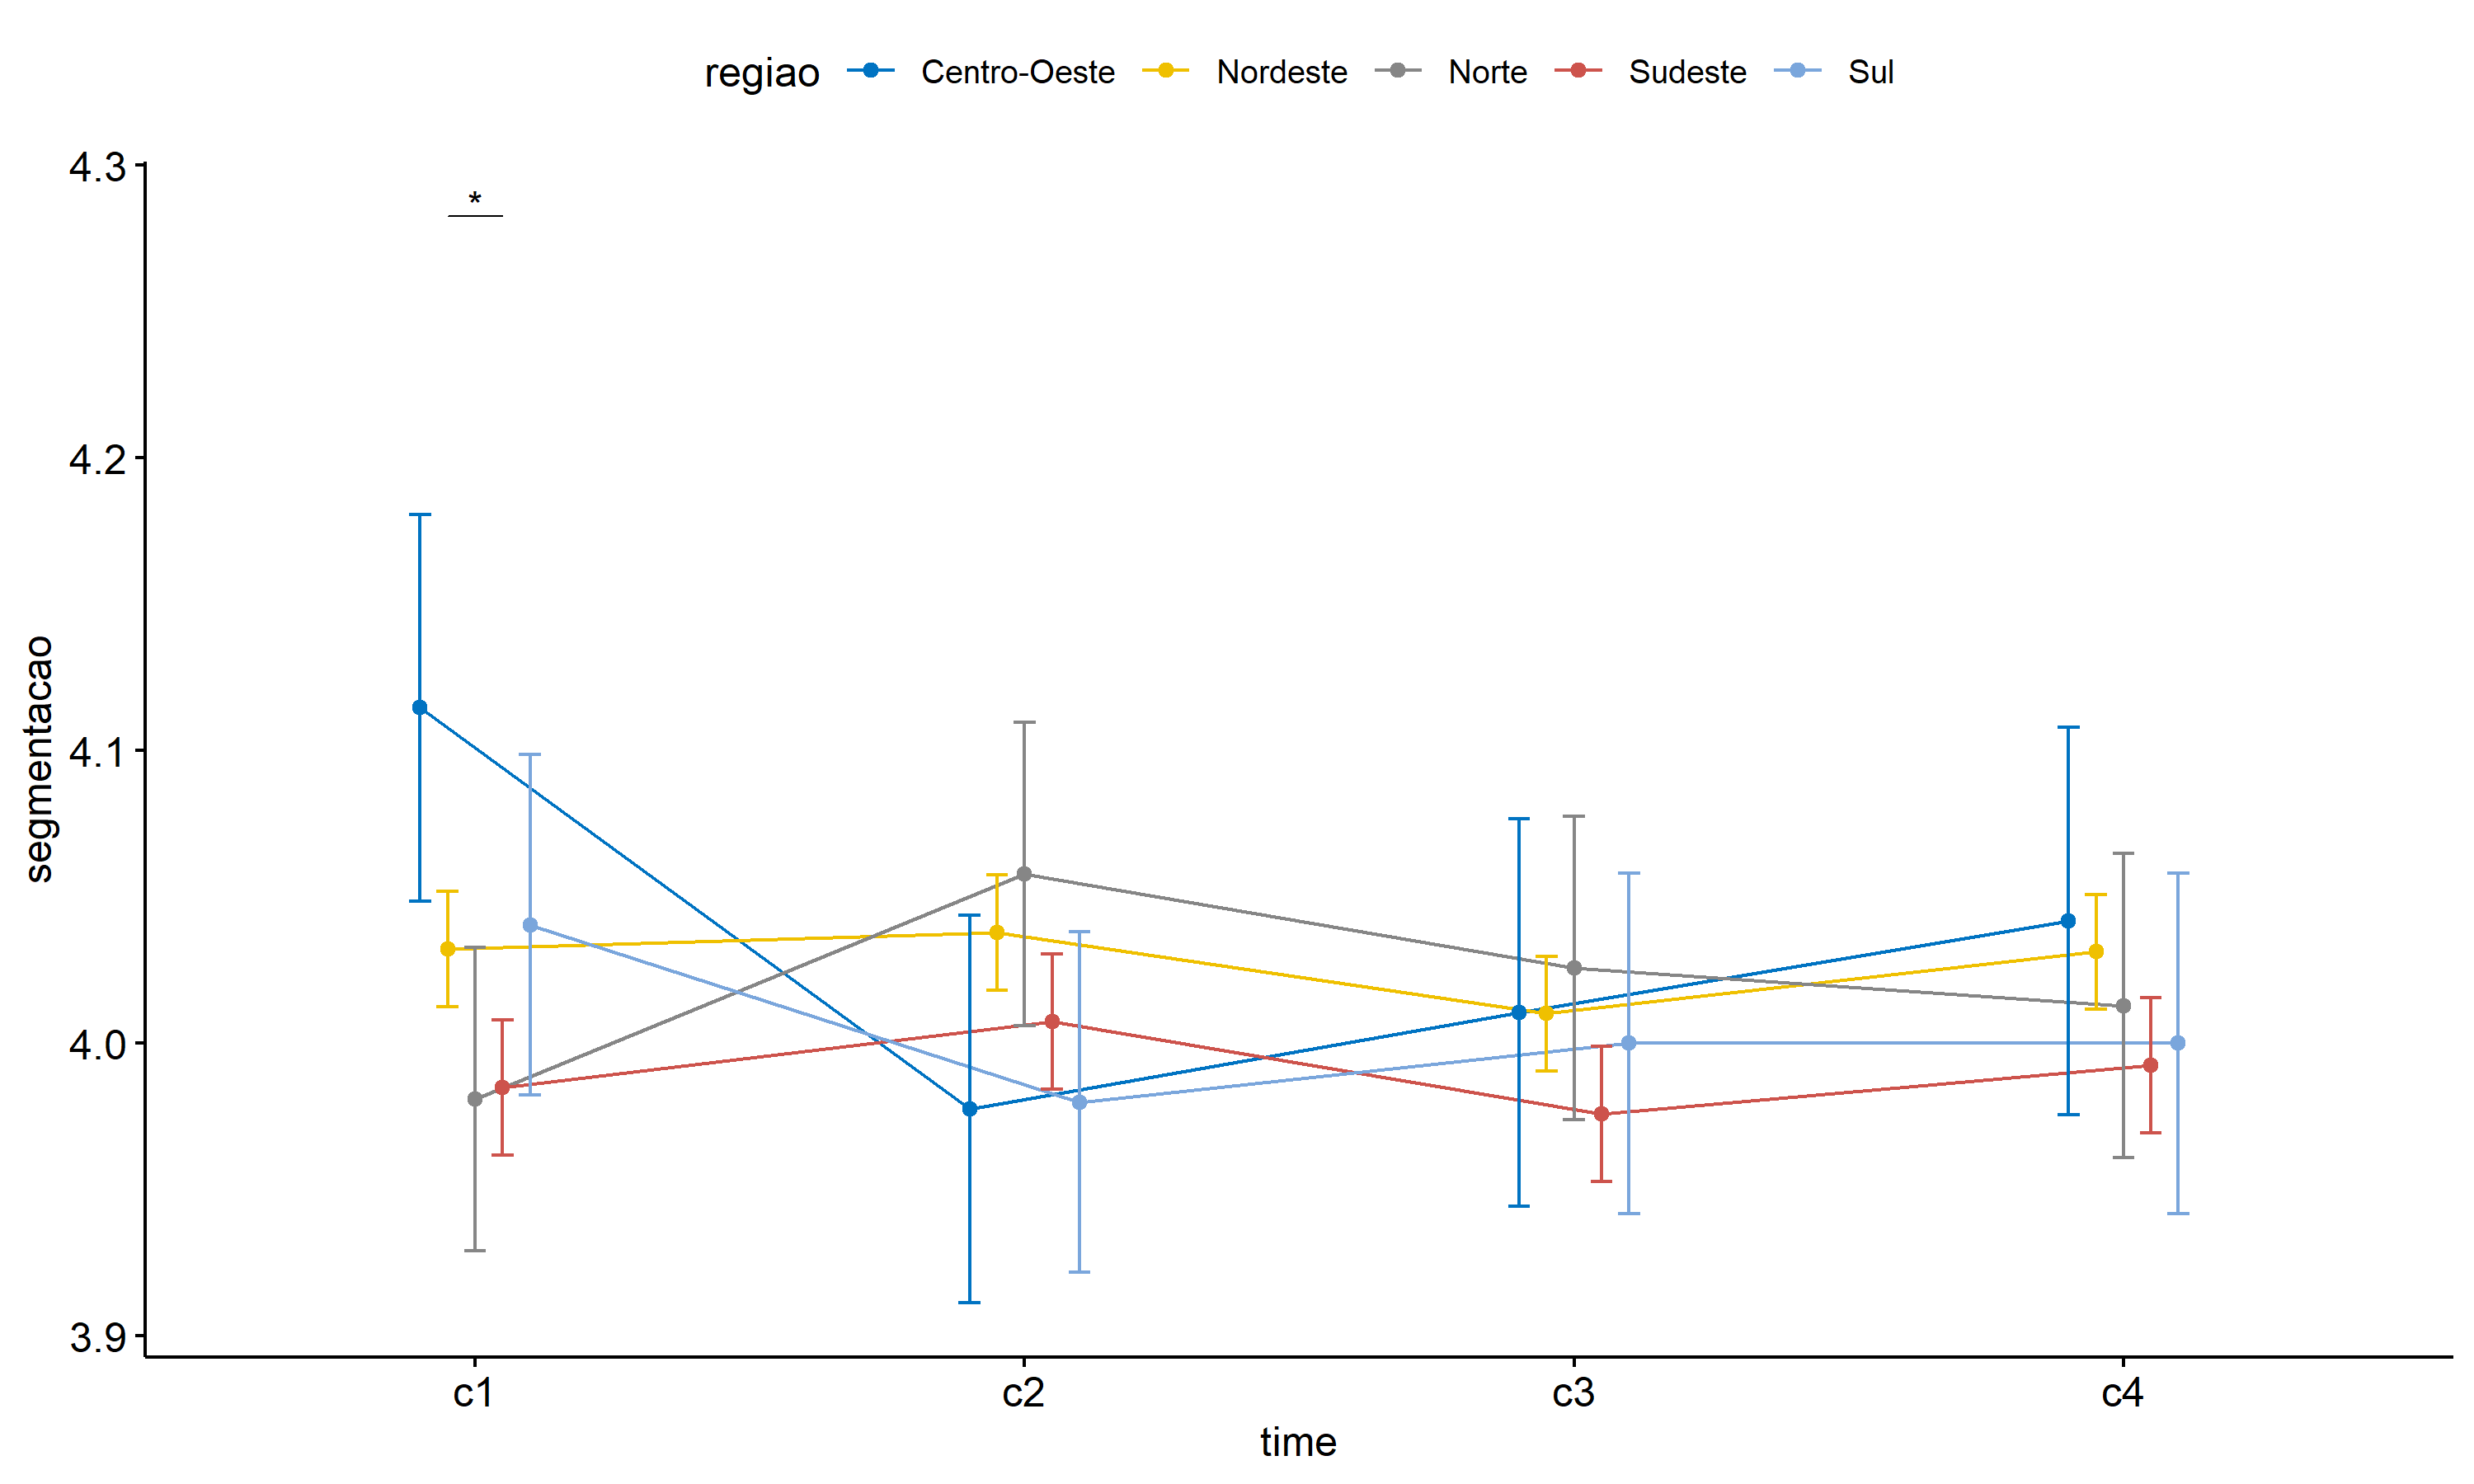 regiao Centro-Oeste Nordeste Norte Sudeste Sul
4.3
*
4.2
4.1
4.0
3.9
segmentacao
c1 c2 c3 c4
time